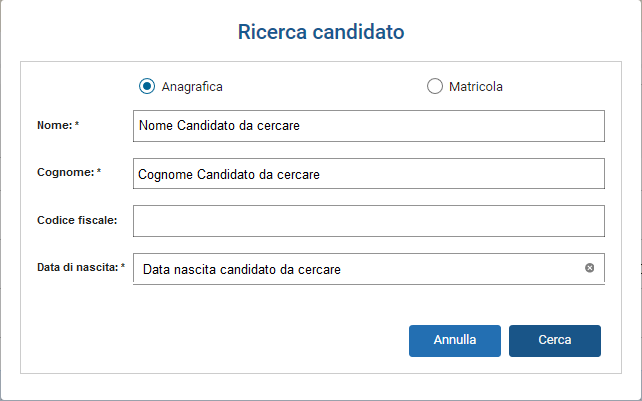 Ricerca candidato
Anagrafica Matricola
Nome: * Nome Candidato da cercare
Cognome: * Cognome Candidato da cercare
Codice fiscale:
Data di nascita: * Data nascita candidato da cercare
Annulla Cerca